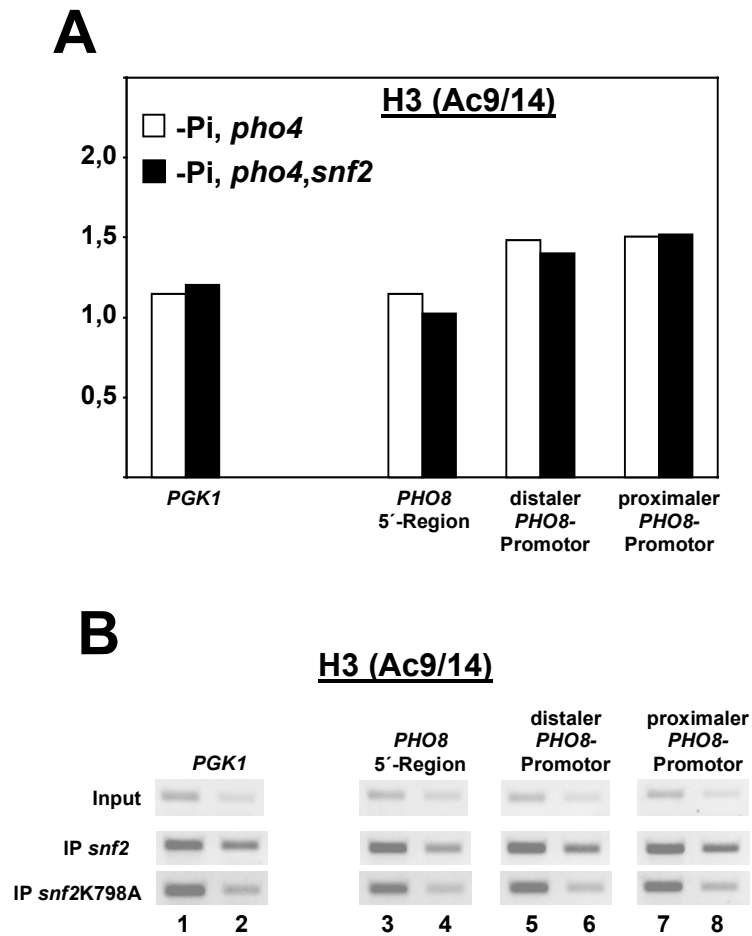 A
H3 (Ac9/14)
-Pi, pho4
-Pi, pho4,snf2
2,0
1,5
1,0
0,5
PGK1
PHO8
5´-Region
distaler
PHO8-
Promotor
proximaler
PHO8-
Promotor
B
H3 (Ac9/14)
PGK1
PHO8
5´-Region
distaler
PHO8-
Promotor
proximaler
PHO8-
Promotor
Input
IP snf2
IP snf2K798A
1 2 3 4 5 6 7 8